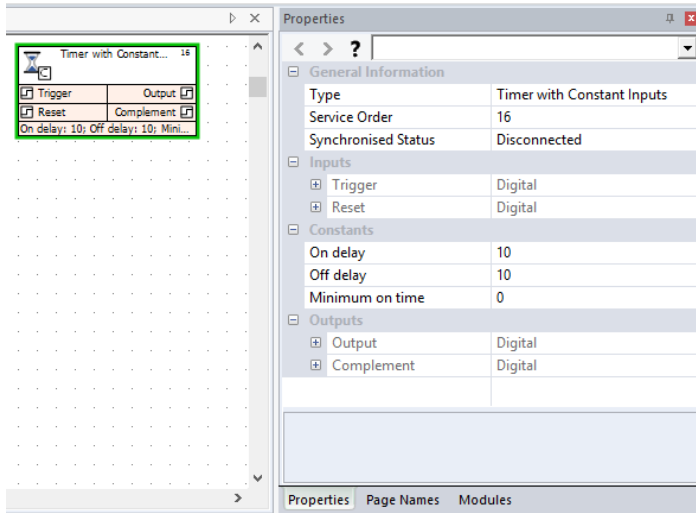 Timer with Constant... 16
C
Trigger Output
Reset Complement
On delay: 10; Off delay: 10; Mini...
Properties
< > ?
General Information
Type Timer with Constant Inputs
Service Order 16
Synchronised Status Disconnected
Inputs
Trigger Digital
Reset Digital
Constants
On delay 10
Off delay 10
Minimum on time 0
Outputs
Output Digital
Complement Digital
Properties Page Names Modules